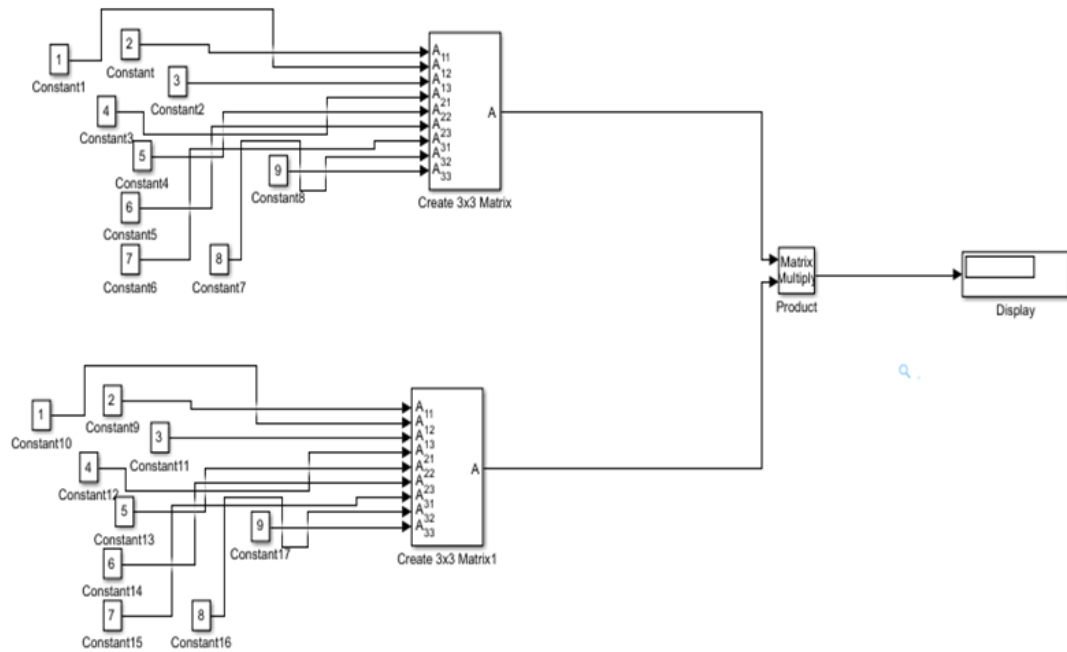 1
Constant1
2
Constant
3
Constant2
4
Constant3
5
Constant4
6
Constant5
7
Constant6
8
Constant7
9
Constant8
A11
A12
A13
A21
A22
A23
A31
A32
A33
A
Create 3x3 Matrix
Matrix
Multiply
Product
Display
1
Constant10
2
Constant9
3
Constant11
4
Constant12
5
Constant13
6
Constant14
7
Constant15
8
Constant16
9
Constant17
A11
A12
A13
A21
A22
A23
A31
A32
A33
A
Create 3x3 Matrix1